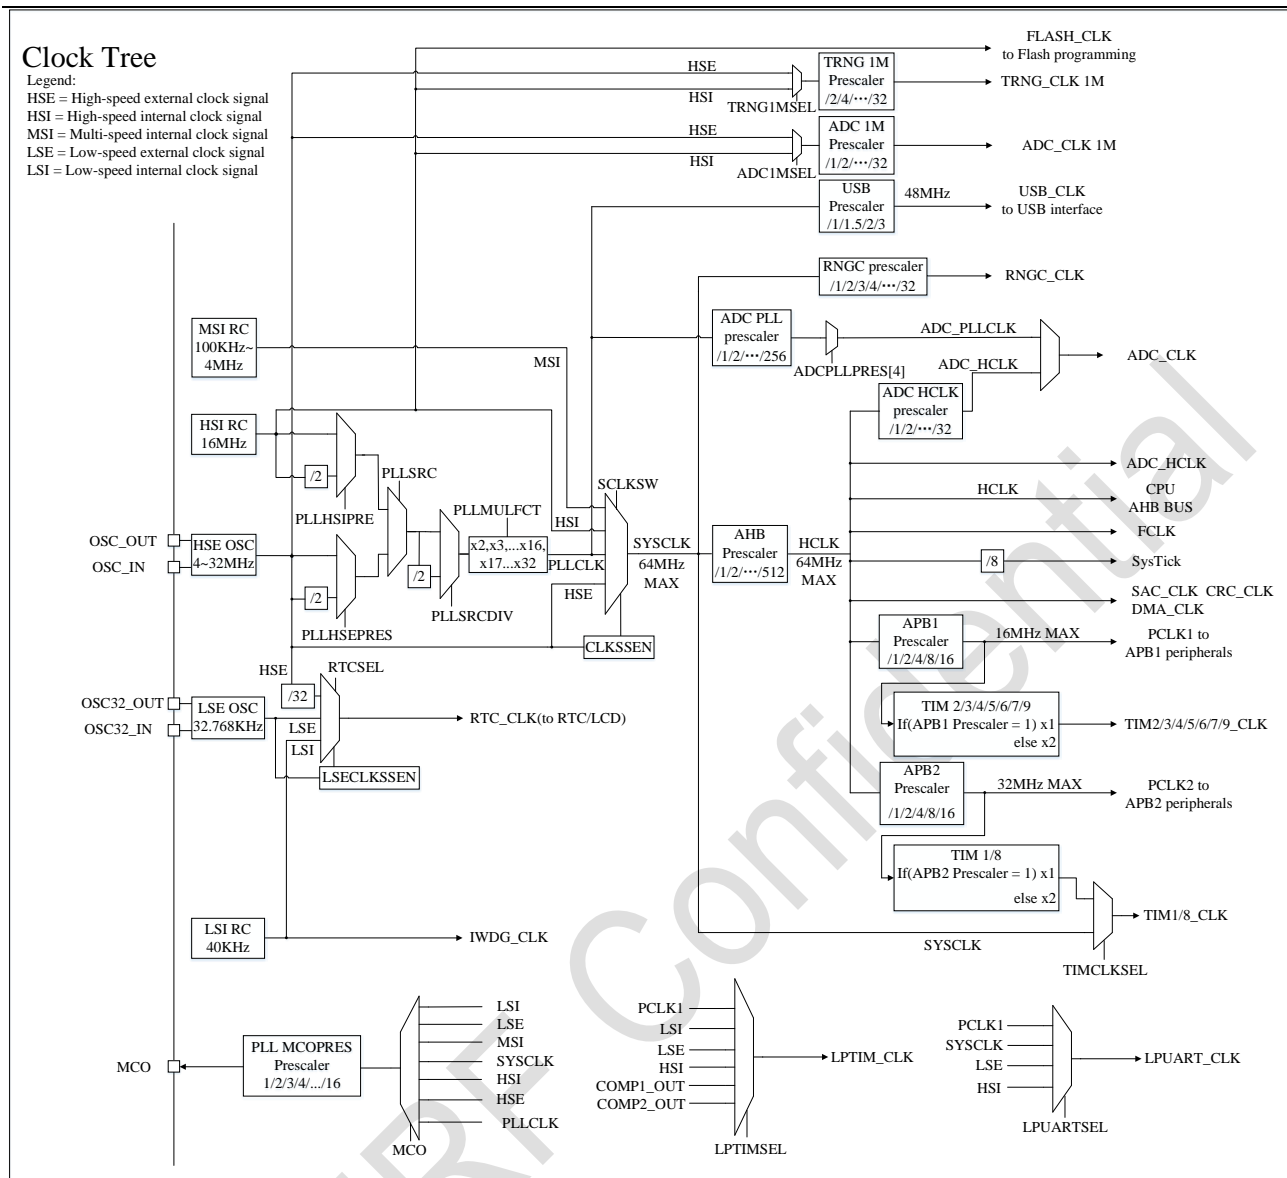 Clock Tree
Legend:
HSE = High-speed external clock signal
HSI = High-speed internal clock signal
MSI = Multi-speed internal clock signal
LSE = Low-speed external clock signal
LSI = Low-speed internal clock signal
FLASH_CLK
to Flash programming
HSE
HSI
TRNG1MSEL
TRNG 1M
Prescaler
/2/4/···/32
TRNG_CLK 1M
HSE
HSI
ADC1MSEL
ADC 1M
Prescaler
/1/2/···/32
ADC_CLK 1M
USB
Prescaler
/1/1.5/2/3
48MHz
USB_CLK
to USB interface
RNGC prescaler
/1/2/3/4/···/32
RNGC_CLK
MSI RC
100KHz~
4MHz
MSI
ADC PLL
prescaler
/1/2/···/256
ADCPLLPRES[4]
ADC_PLLCLK
ADC_HCLK
ADC_CLK
ADC HCLK
prescaler
/1/2/···/32
HSI RC
16MHz
/2
PLLHSIPRE
PLLSRC
PLLMULFCT
SCLKSW
HSI
ADC_HCLK
HCLK
CPU
AHB BUS
FCLK
OSC_OUT
OSC_IN
HSE OSC
4~32MHz
/2
PLLHSEPRES
/2
PLLSRCDIV
x2,x3,...x16,
x17...x32
PLLCLK
HSE
SYSCLK
64MHz
MAX
AHB
Prescaler
/1/2/···/512
HCLK
64MHz
MAX
/8
SysTick
SAC_CLK CRC_CLK
DMA_CLK
CLKSSEN
APB1
Prescaler
/1/2/4/8/16
16MHz MAX
PCLK1 to
APB1 peripherals
HSE
/32
RTCSEL
OSC32_OUT
OSC32_IN
LSE OSC
32.768KHz
LSE
LSI
RTC_CLK(to RTC/LCD)
LSECLKSSEN
TIM 2/3/4/5/6/7/9
If(APB1 Prescaler = 1) x1
else x2
TIM2/3/4/5/6/7/9_CLK
APB2
Prescaler
/1/2/4/8/16
32MHz MAX
PCLK2 to
APB2 peripherals
TIM 1/8
If(APB2 Prescaler = 1) x1
else x2
TIM1/8_CLK
SYSCLK
TIMCLKSEL
LSI RC
40KHz
IWDG_CLK
MCO
PLL MCOPRES
Prescaler
1/2/3/4/.../16
LSI
LSE
MSI
SYSCLK
HSI
HSE
PLLCLK
MCO
PCLK1
LSI
LSE
HSI
COMP1_OUT
COMP2_OUT
LPTIM_CLK
LPTIMSEL
PCLK1
SYSCLK
LSE
HSI
LPUART_CLK
LPUARTSEL
Confidential